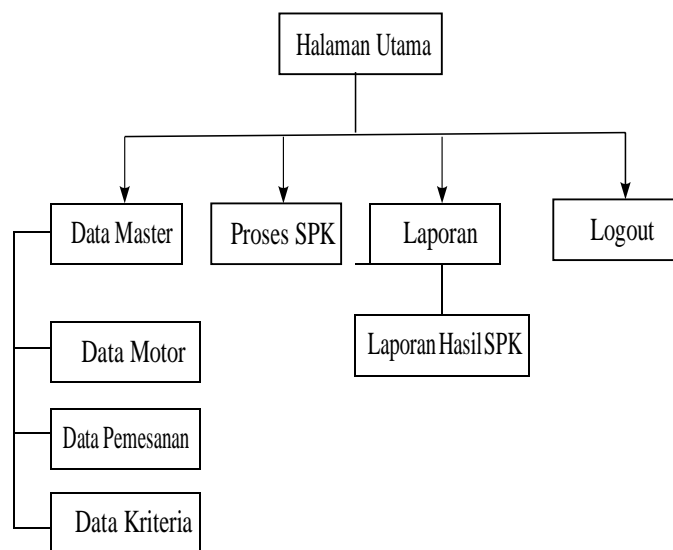 Halaman Utama
Data Master
Proses SPK
Laporan
Logout
Data Motor
Laporan Hasil SPK
Data Pemesanan
Data Kriteria